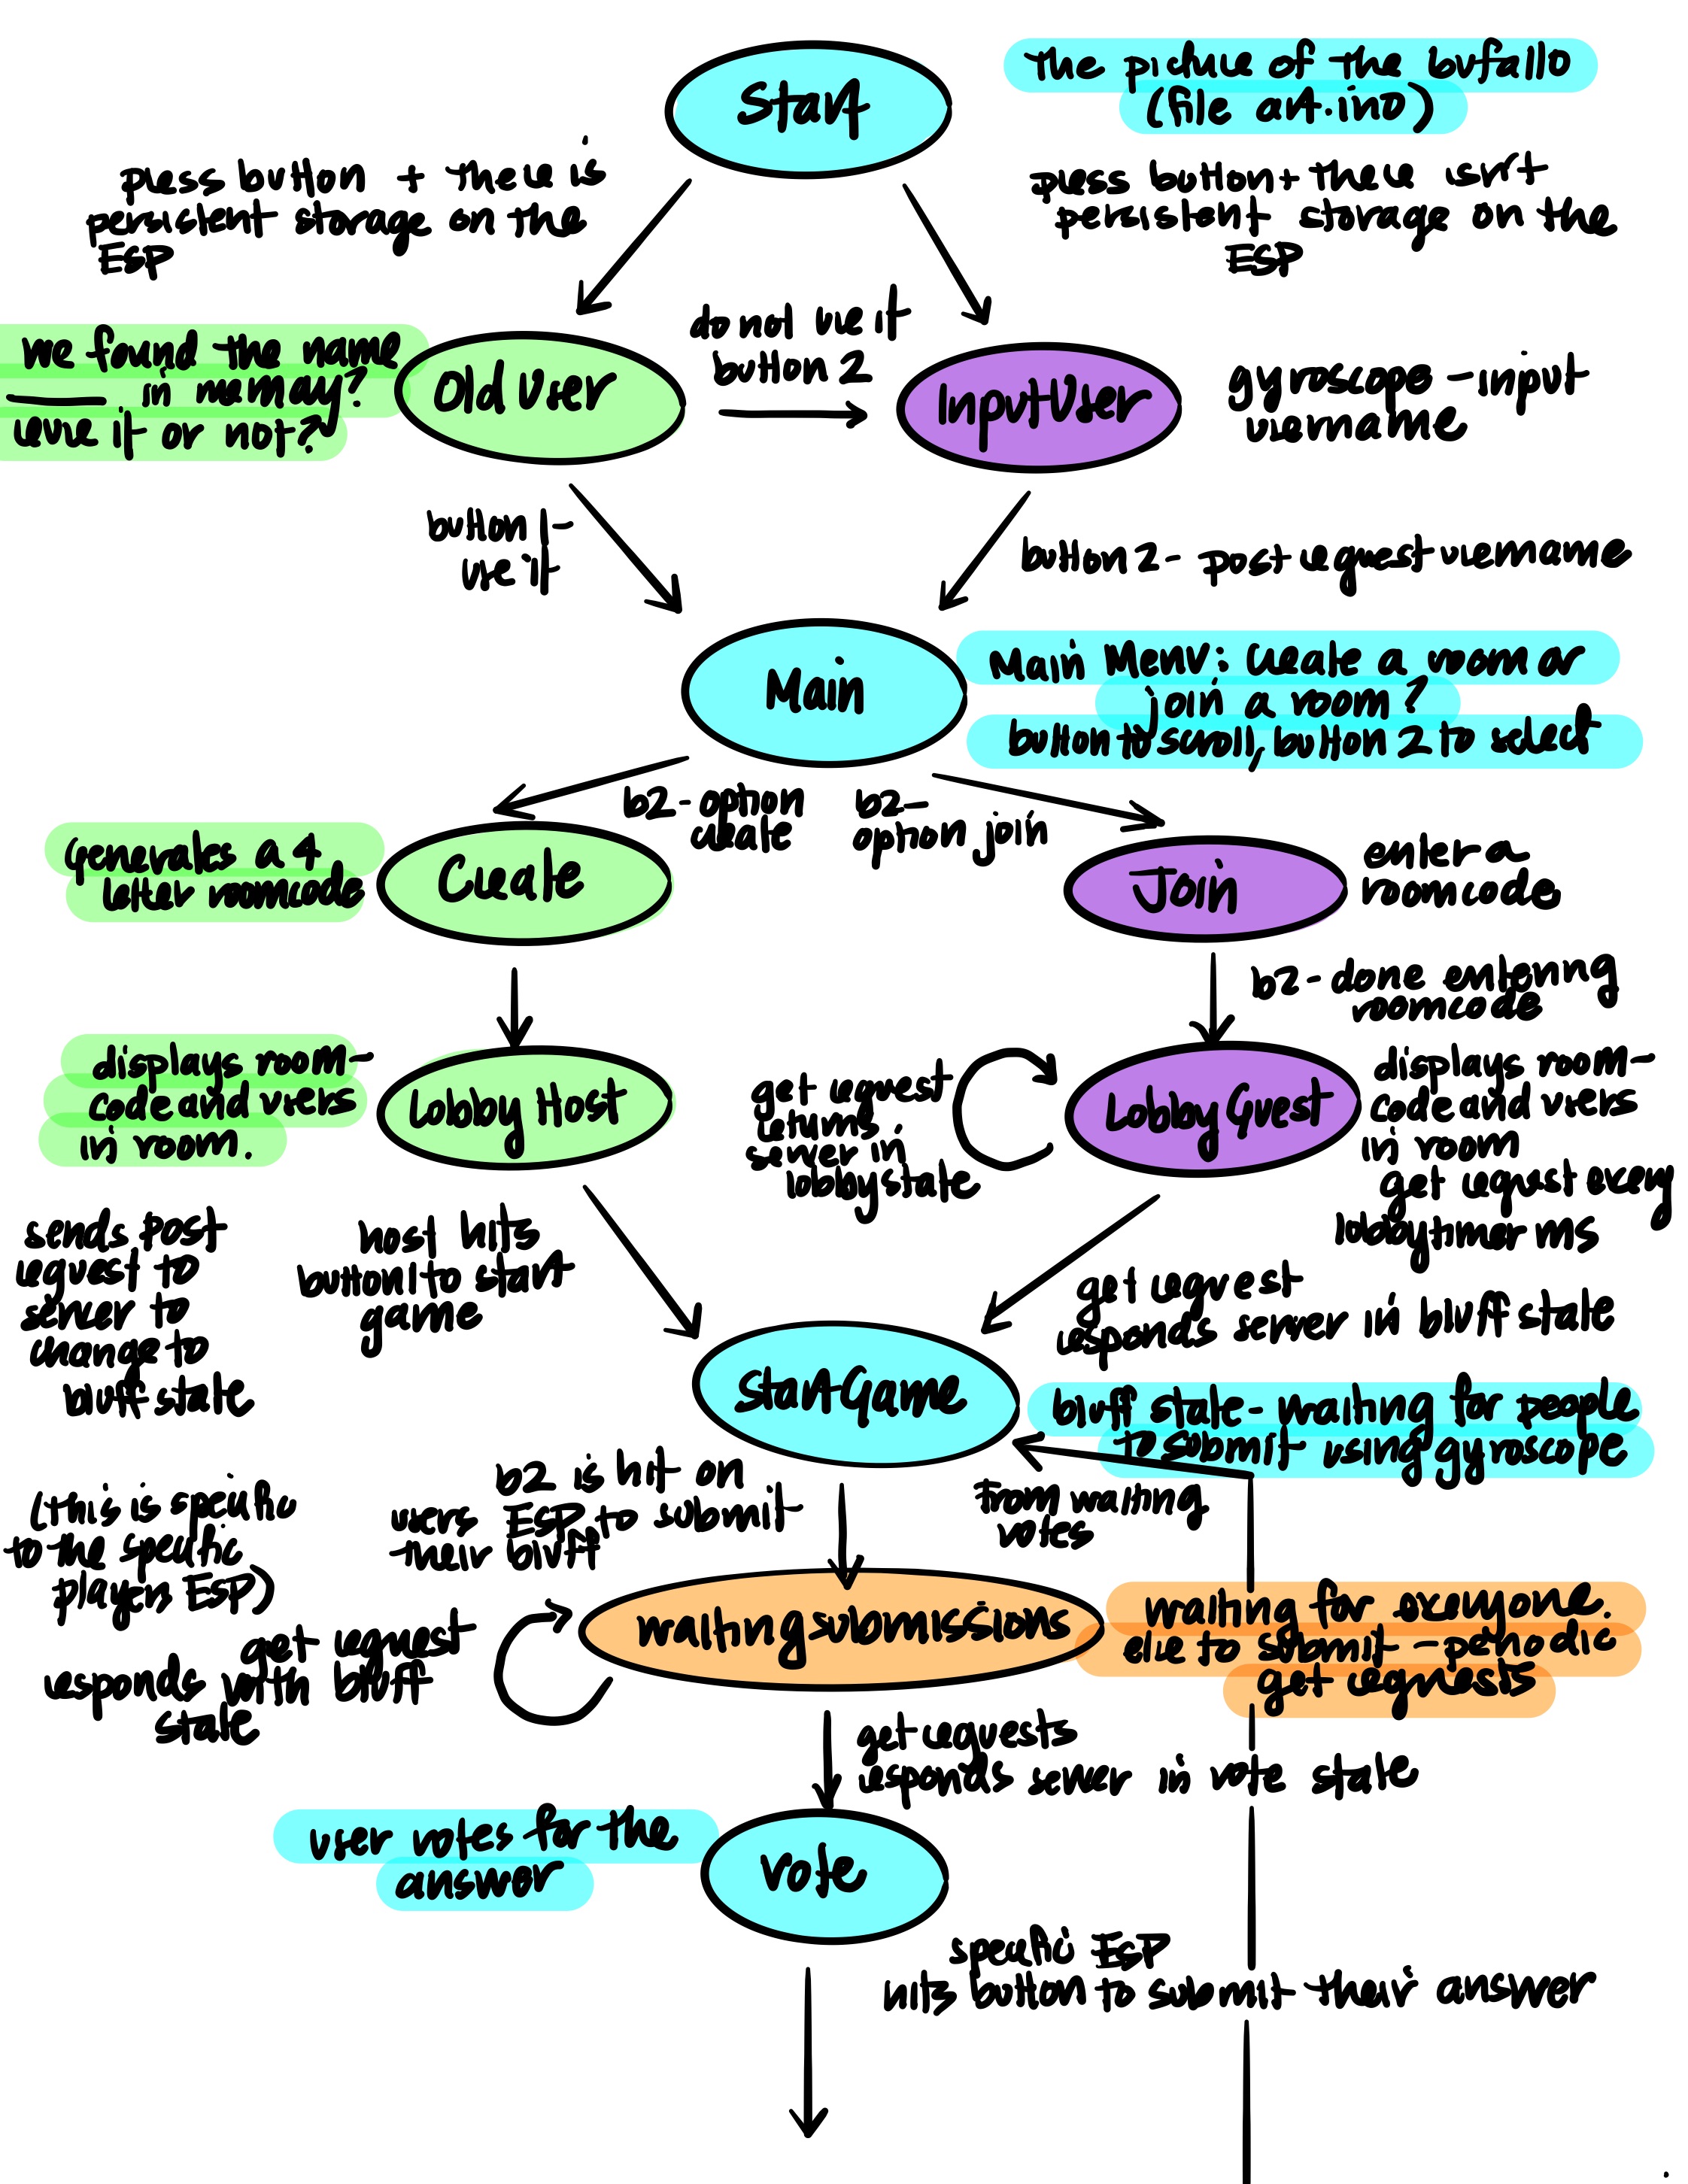 Start
the picture of the bufallo
(file art.ino)
press button + there is
persistent storage on the
ESP
press button + there isn't
persistent storage on the
ESP
we found the name
____ in memory?
reuse it or not?
Old User
do not use it
button 2
InputUser
gyroscope - input
username
button 1 -
use it
button 2 - post request username
Main
Main Menu: Create a room or
join a room?
button to scroll, button 2 to select
b2 - option
create
b2 -
option join
Generates a 4
letter roomcode
Create
Join
enter a
roomcode
b2 - done entering
roomcode
displays room-
code and users
in room.
Lobby Host
get request
returns
server in
lobby state
Lobby Guest
displays room-
code and users
in room
get request every
lobbytimer ms
sends post
request to
server to
change to
bluff state
host hits
button 1 to start
game
get request
responds server in bluff state
StartGame
bluff state - waiting for people
to submit using gyroscope
(this is specific
to the specific
players ESP)
b2 is hit on
users ESP to submit
their bluff
from waiting
votes
waitingsubmissions
waiting for everyone.
else to submit - periodic
get requests
get request
responds with bluff
state
get requests
responds server in vote state
user votes for the
answer
vote
specific ESP
hits button to submit their answer